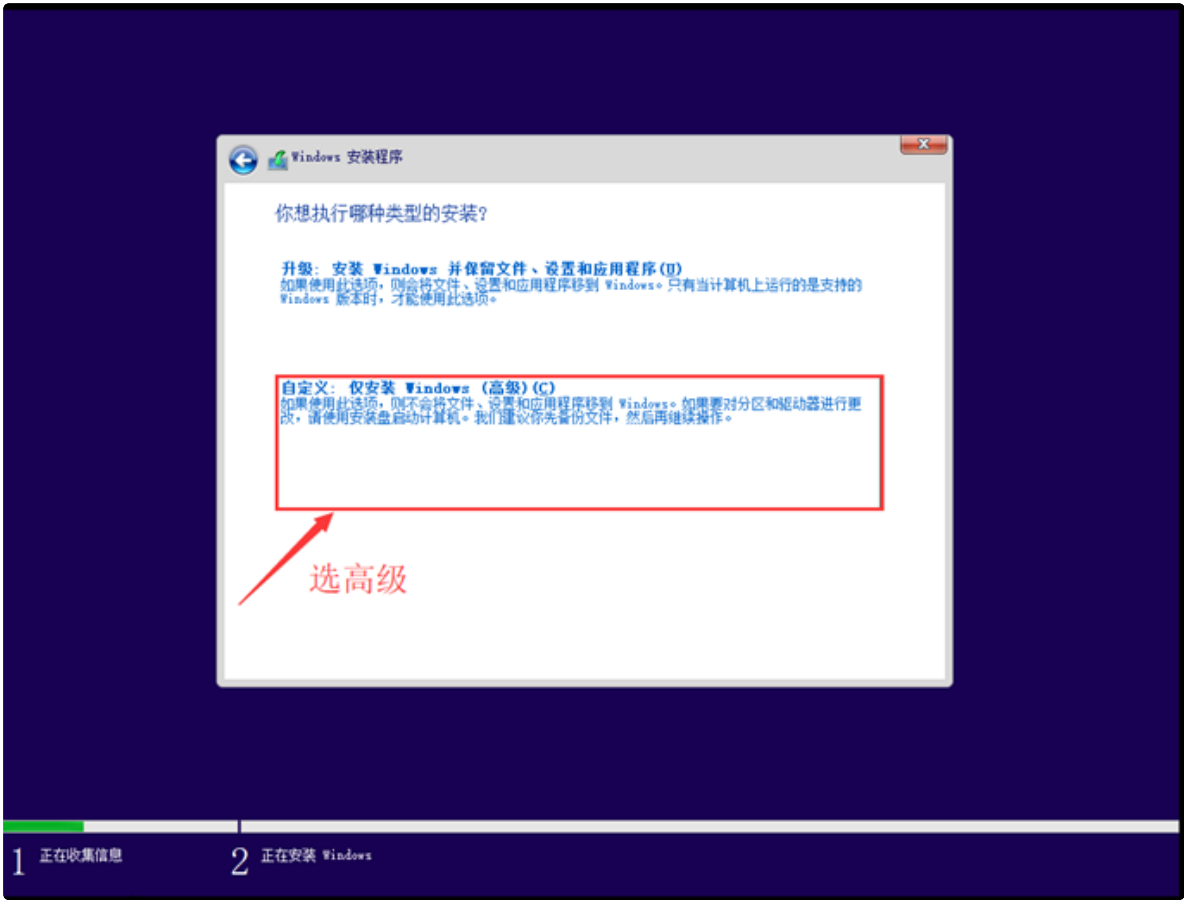 Windows 安装程序
你想执行哪种类型的安装?
升级: 安装 Windows 并保留文件、设置和应用程序(U)
如果使用此选项，则会将文件、设置和应用程序移到 Windows。只有当计算机上运行的是支持的
Windows 版本时，才能使用此选项。
自定义: 仅安装 Windows (高级)(C)
如果使用此选项，则不会将文件、设置和应用程序移到 Windows。如果要对分区和驱动器进行更
改，请使用安装盘启动计算机。我们建议你先备份文件，然后再继续操作。
选高级
1 正在收集信息
2 正在安装 Windows